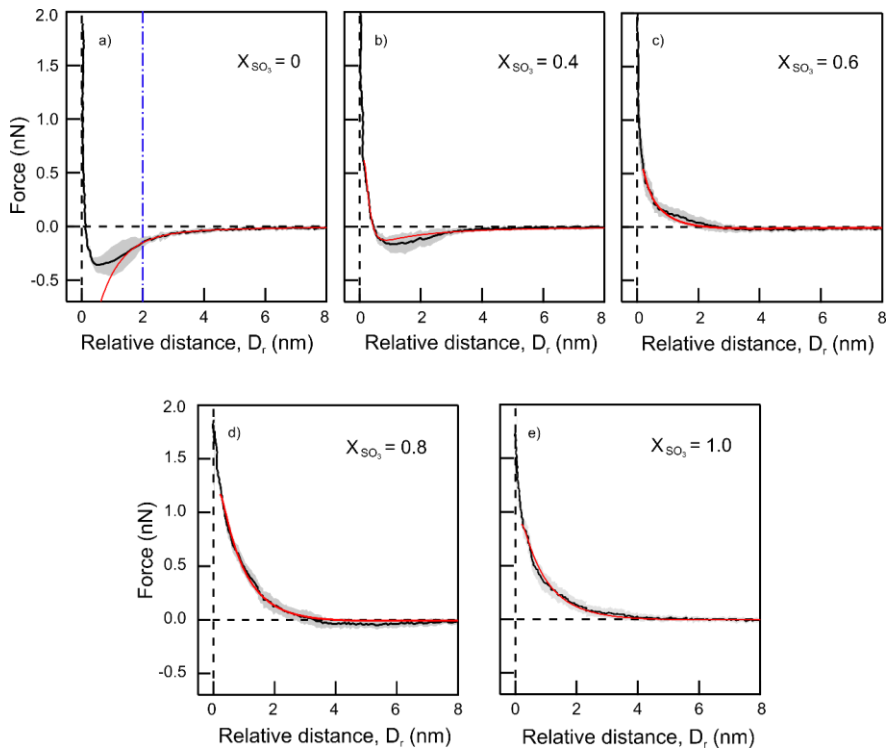 a)
X_SO₃ = 0
2.0
1.5
1.0
0.5
0.0
-0.5
Force (nN)
0 2 4 6 8
Relative distance, D_r (nm)
b)
X_SO₃ = 0.4
0 2 4 6 8
Relative distance, D_r (nm)
c)
X_SO₃ = 0.6
0 2 4 6 8
Relative distance, D_r (nm)
d)
X_SO₃ = 0.8
2.0
1.5
1.0
0.5
0.0
-0.5
Force (nN)
0 2 4 6 8
Relative distance, D_r (nm)
e)
X_SO₃ = 1.0
0 2 4 6 8
Relative distance, D_r (nm)